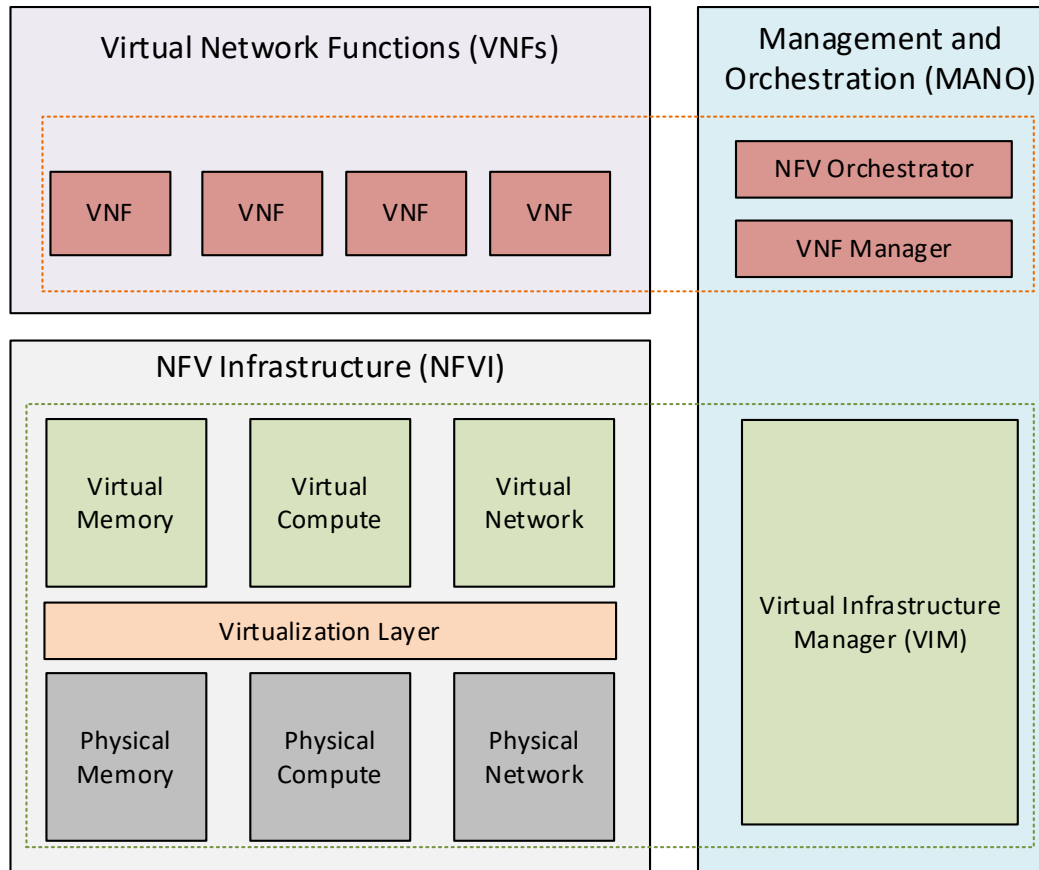 Virtual Network Functions (VNFs)
VNF
VNF
VNF
VNF
Management and
Orchestration (MANO)
NFV Orchestrator
VNF Manager
NFV Infrastructure (NFVI)
Virtual
Memory
Virtual
Compute
Virtual
Network
Virtualization Layer
Physical
Memory
Physical
Compute
Physical
Network
Virtual Infrastructure
Manager (VIM)